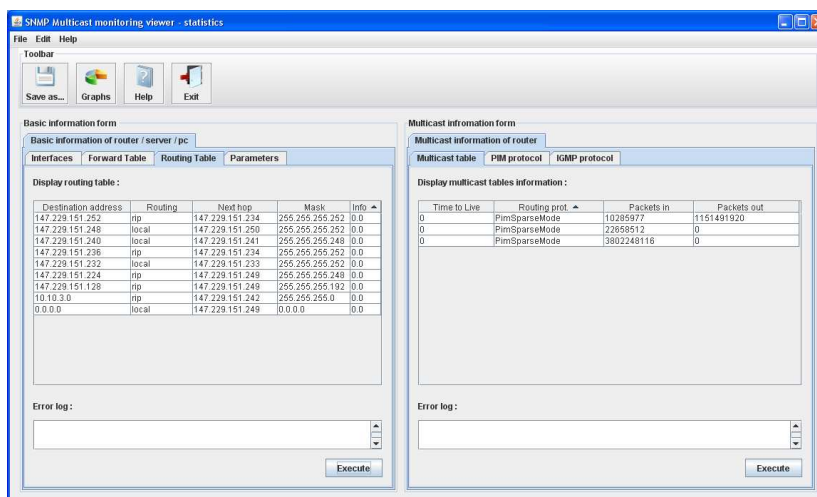 SNMP Multicast monitoring viewer - statistics
File Edit Help
Toolbar
Save as... Graphs Help Exit
Basic information form
Basic information of router / server / pc
Interfaces Forward Table Routing Table Parameters
Display routing table :
Destination address Routing Next hop Mask Info
147.229.151.252 rip 147.229.151.234 255.255.255.252 0.0
147.229.151.248 local 147.229.151.250 255.255.255.252 0.0
147.229.151.240 local 147.229.151.241 255.255.255.248 0.0
147.229.151.236 rip 147.229.151.234 255.255.255.252 0.0
147.229.151.232 local 147.229.151.233 255.255.255.252 0.0
147.229.151.224 rip 147.229.151.249 255.255.255.248 0.0
147.229.151.128 rip 147.229.151.249 255.255.255.192 0.0
10.10.3.0 rip 147.229.151.242 255.255.255.0 0.0
0.0.0.0 local 147.229.151.249 0.0.0.0 0.0
Error log :
Execute
Multicast infromation form
Multicast information of router
Multicast table PIM protocol IGMP protocol
Display multicast tables information :
Time to Live Routing prot. Packets in Packets out
0 PimSparseMode 10285977 1151491920
0 PimSparseMode 22658512 0
0 PimSparseMode 3802248116 0
Error log :
Execute